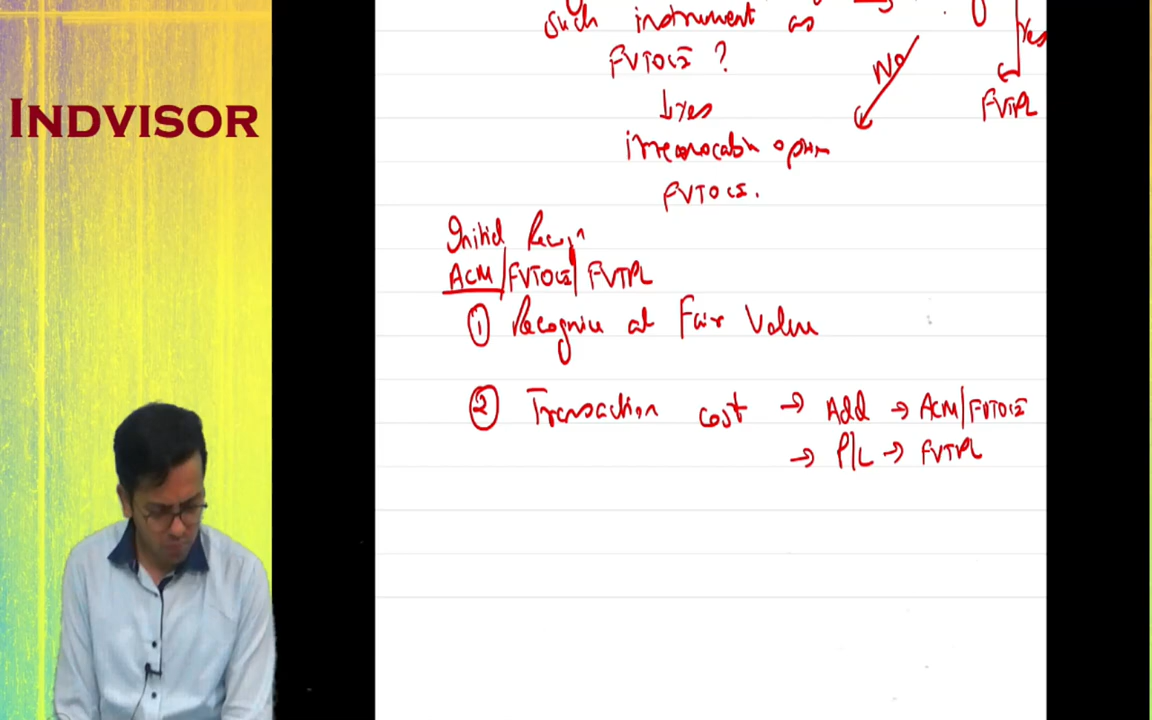 INDVISOR
Such instrument as
FVTOCI ?
No
Yes
↓Yes
FVTPL
irrevocable option
FVTOCI.
Initial Recogn
ACM/FVTOCI/FVTPL
① Recognise at Fair Value
② Transaction cost → Add → ACM/FVTOCI
→ P/L → FVTPL